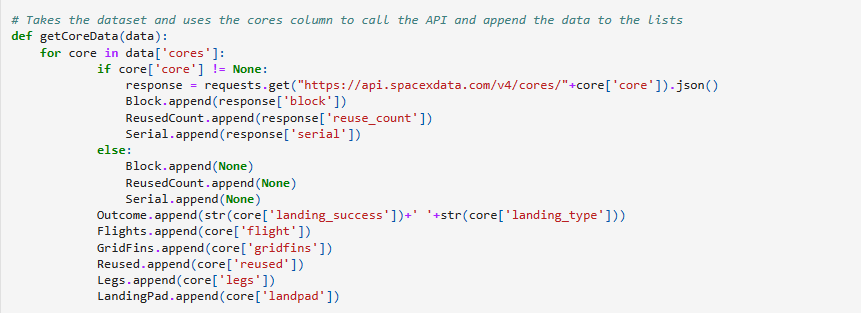 # Takes the dataset and uses the cores column to call the API and append the data to the lists
def getCoreData(data):
    for core in data['cores']:
            if core['core'] != None:
                response = requests.get("https://api.spacexdata.com/v4/cores/"+core['core']).json()
                Block.append(response['block'])
                ReusedCount.append(response['reuse_count'])
                Serial.append(response['serial'])
            else:
                Block.append(None)
                ReusedCount.append(None)
                Serial.append(None)
            Outcome.append(str(core['landing_success'])+' '+str(core['landing_type']))
            Flights.append(core['flight'])
            GridFins.append(core['gridfins'])
            Reused.append(core['reused'])
            Legs.append(core['legs'])
            LandingPad.append(core['landpad'])